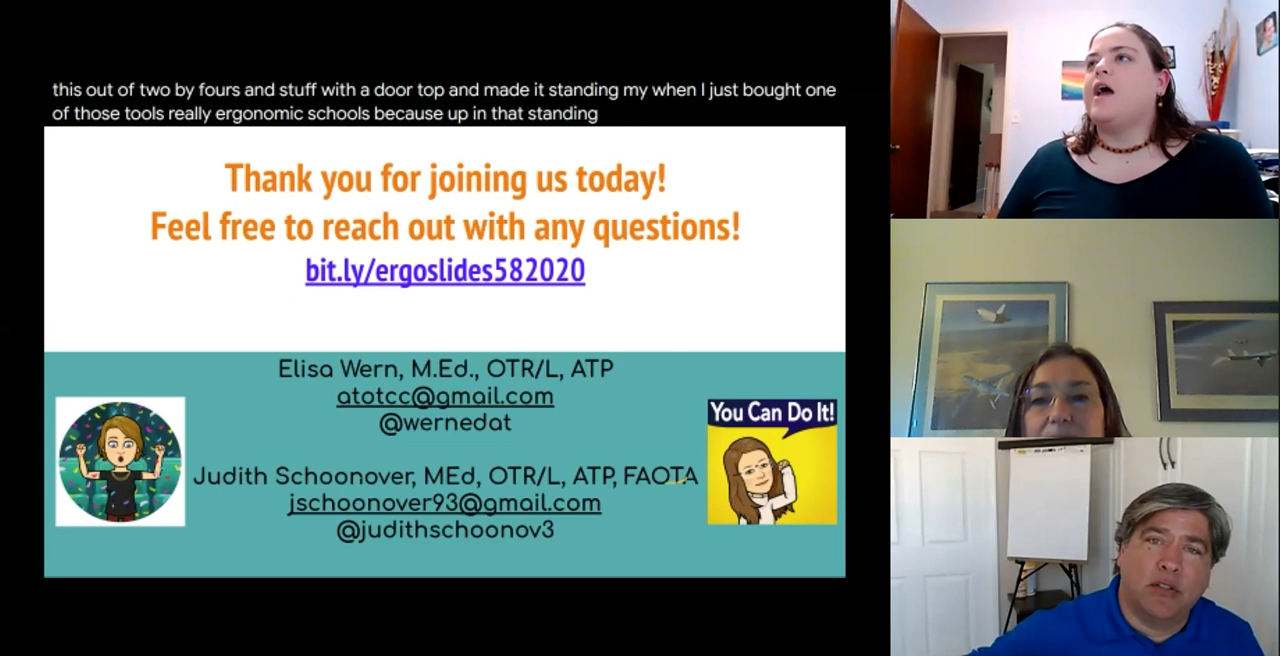 this out of two by fours and stuff with a door top and made it standing my when I just bought one
of those tools really ergonomic schools because up in that standing
Thank you for joining us today!
Feel free to reach out with any questions!
bit.ly/ergoslides582020
Elisa Wern, M.Ed., OTR/L, ATP
atotcc@gmail.com
@wernedat
You Can Do It!
Judith Schoonover, MEd, OTR/L, ATP, FAOTA
jschoonover93@gmail.com
@judithschoonov3